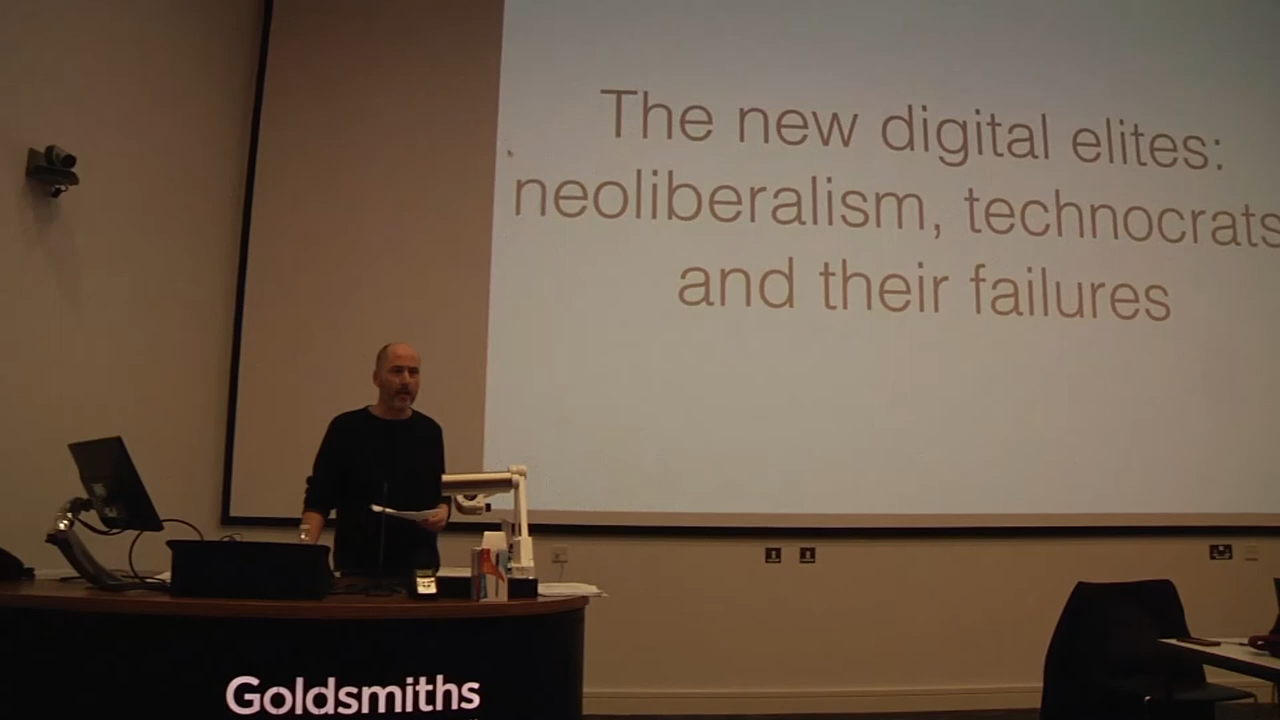 The new digital elites:
neoliberalism, technocrats
and their failures
Goldsmiths